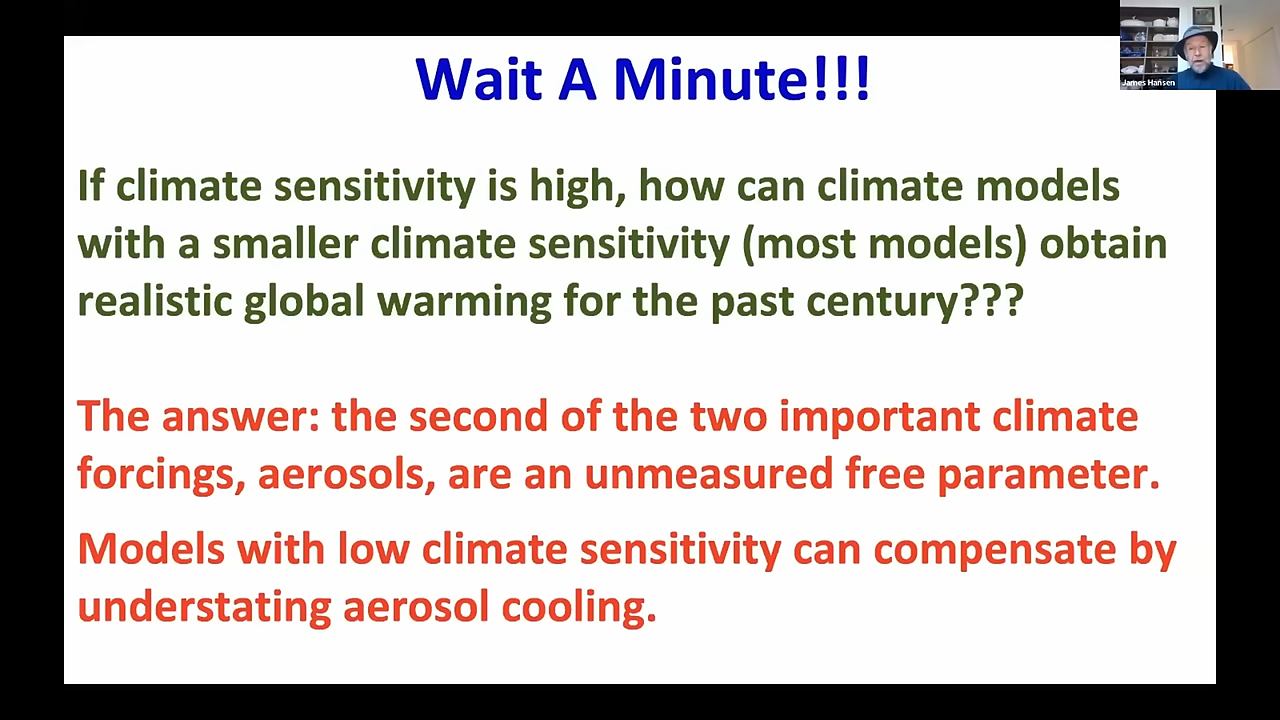 Wait A Minute!!!
James Hansen
If climate sensitivity is high, how can climate models
with a smaller climate sensitivity (most models) obtain
realistic global warming for the past century???
The answer: the second of the two important climate
forcings, aerosols, are an unmeasured free parameter.
Models with low climate sensitivity can compensate by
understating aerosol cooling.